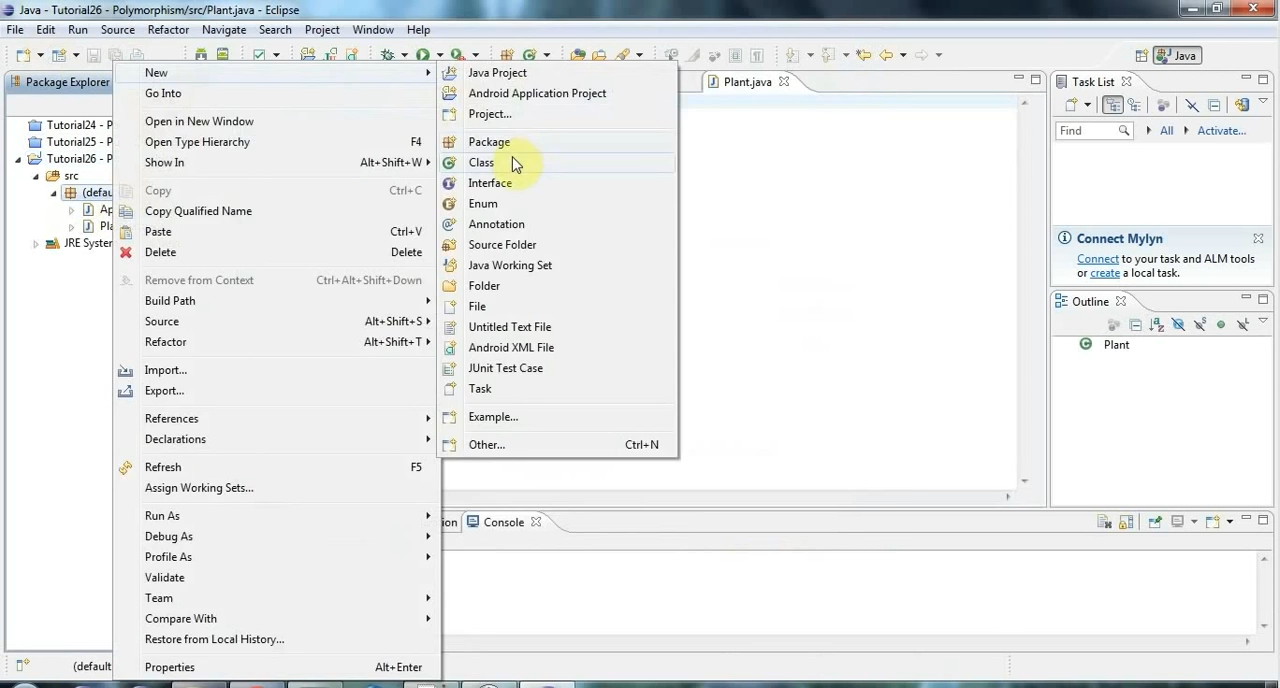 Java - Tutorial26 - Polymorphism/src/Plant.java - Eclipse
File Edit Run Source Refactor Navigate Search Project Window Help
Java
Package Explorer
Plant.java
Task List
Tutorial24 - P
Tutorial25 - P
Tutorial26 - P
src
(defau
Ap
Pla
JRE System
New
Go Into
Open in New Window
Open Type Hierarchy F4
Show In Alt+Shift+W
Copy Ctrl+C
Copy Qualified Name
Paste Ctrl+V
Delete Delete
Remove from Context Ctrl+Alt+Shift+Down
Build Path
Source Alt+Shift+S
Refactor Alt+Shift+T
Import...
Export...
References
Declarations
Refresh F5
Assign Working Sets...
Run As
Debug As
Profile As
Validate
Team
Compare With
Restore from Local History...
Properties Alt+Enter
Java Project
Android Application Project
Project...
Package
Class
Interface
Enum
Annotation
Source Folder
Java Working Set
Folder
File
Untitled Text File
Android XML File
JUnit Test Case
Task
Example...
Other... Ctrl+N
Find All Activate...
Connect Mylyn
Connect to your task and ALM tools
or create a local task.
Outline
Plant
ion Console
(default